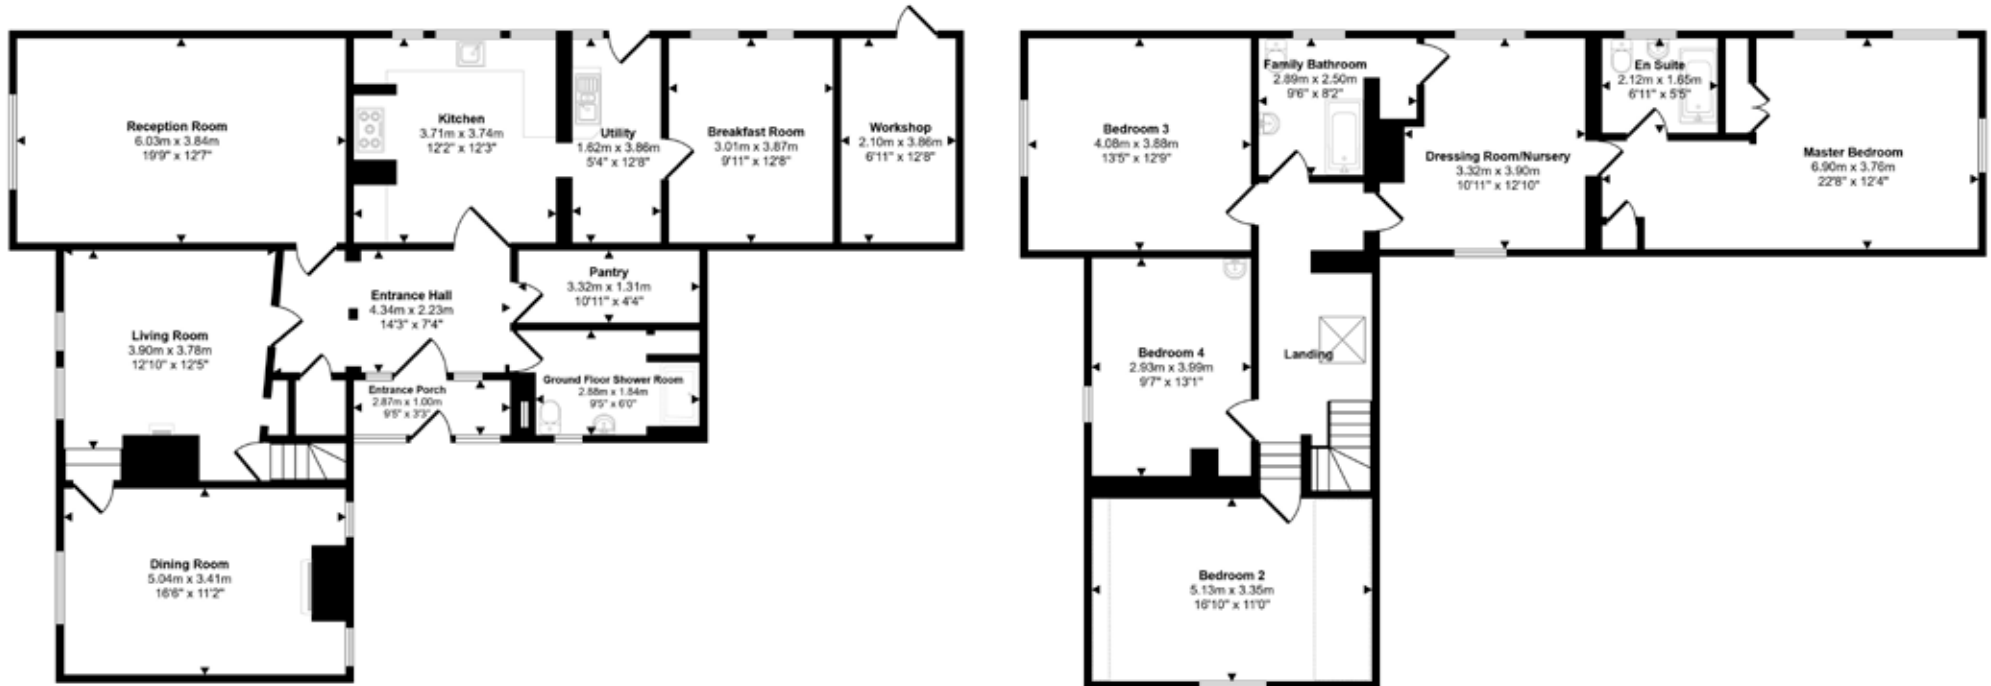 Reception Room
6.03m x 3.84m
19'9" x 12'7"
Kitchen
3.71m x 3.74m
12'2" x 12'3"
Utility
1.62m x 3.86m
5'4" x 12'8"
Breakfast Room
3.01m x 3.87m
9'11" x 12'8"
Workshop
2.10m x 3.86m
6'11" x 12'8"
Living Room
3.90m x 3.78m
12'10" x 12'5"
Entrance Hall
4.34m x 2.23m
14'3" x 7'4"
Pantry
3.32m x 1.31m
10'11" x 4'4"
Entrance Porch
2.87m x 1.00m
9'5" x 3'3"
Ground Floor Shower Room
2.88m x 1.84m
9'5" x 6'0"
Dining Room
5.04m x 3.41m
16'6" x 11'2"
Bedroom 3
4.08m x 3.88m
13'5" x 12'9"
Family Bathroom
2.89m x 2.50m
9'6" x 8'2"
Dressing Room/Nursery
3.32m x 3.90m
10'11" x 12'10"
En Suite
2.12m x 1.65m
6'11" x 5'5"
Master Bedroom
6.90m x 3.76m
22'8" x 12'4"
Bedroom 4
2.93m x 3.99m
9'7" x 13'1"
Landing
Bedroom 2
5.13m x 3.35m
16'10" x 11'0"